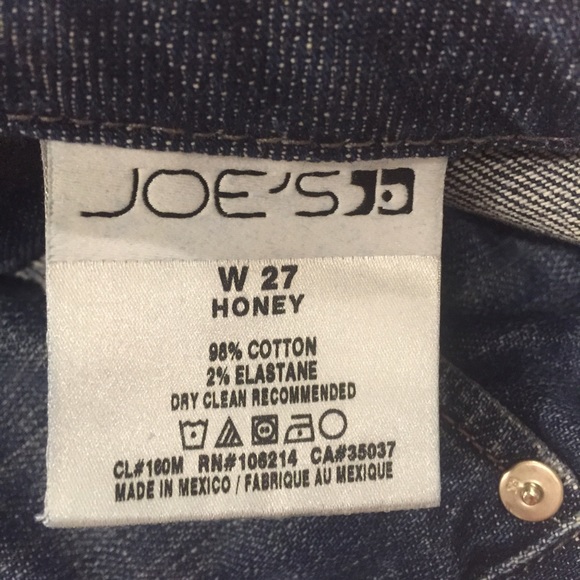 JOE'S
W 27
HONEY
98% COTTON
2% ELASTANE
DRY CLEAN RECOMMENDED
CL#160M RN#106214 CA#35037
MADE IN MEXICO / FABRIQUE AU MEXIQUE